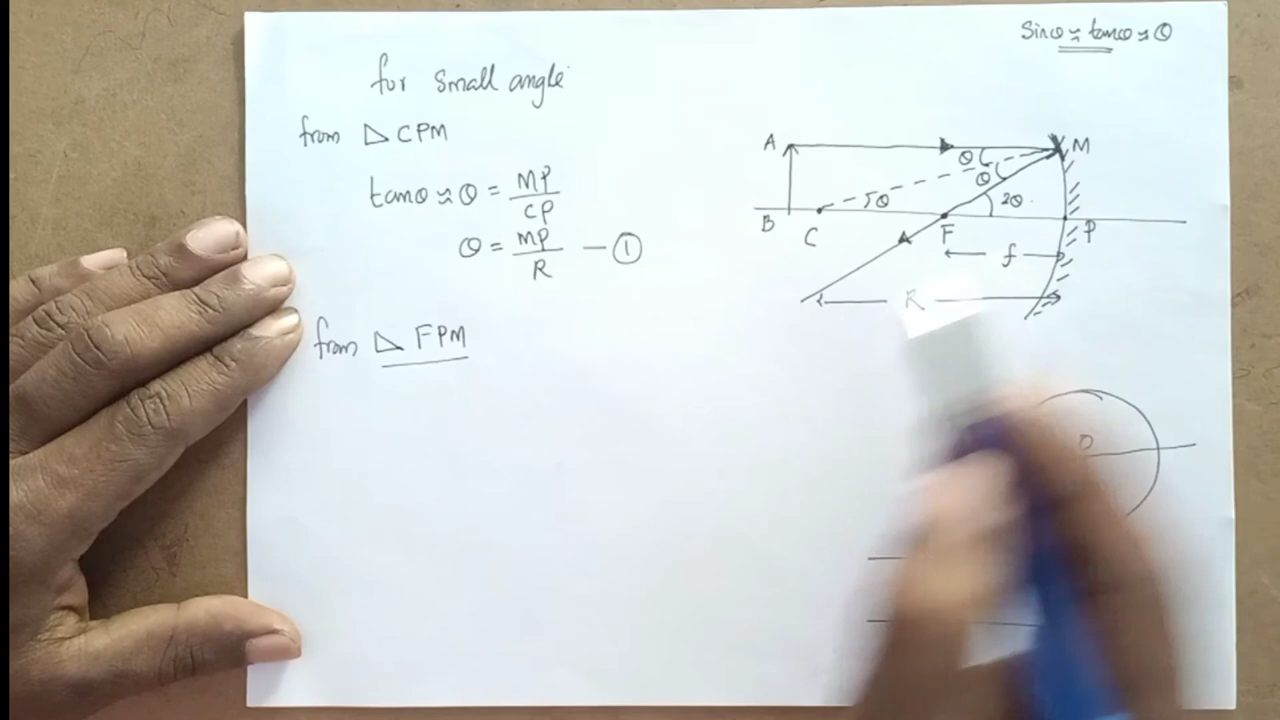 Sinθ ≈ tanθ ≈ θ
for small angle
from △ CPM
tanθ ≈ θ = MP/CP
θ = MP/R — ①
from △ FPM
A M
θ
θ
θ 2θ
B C F P
f
R
O